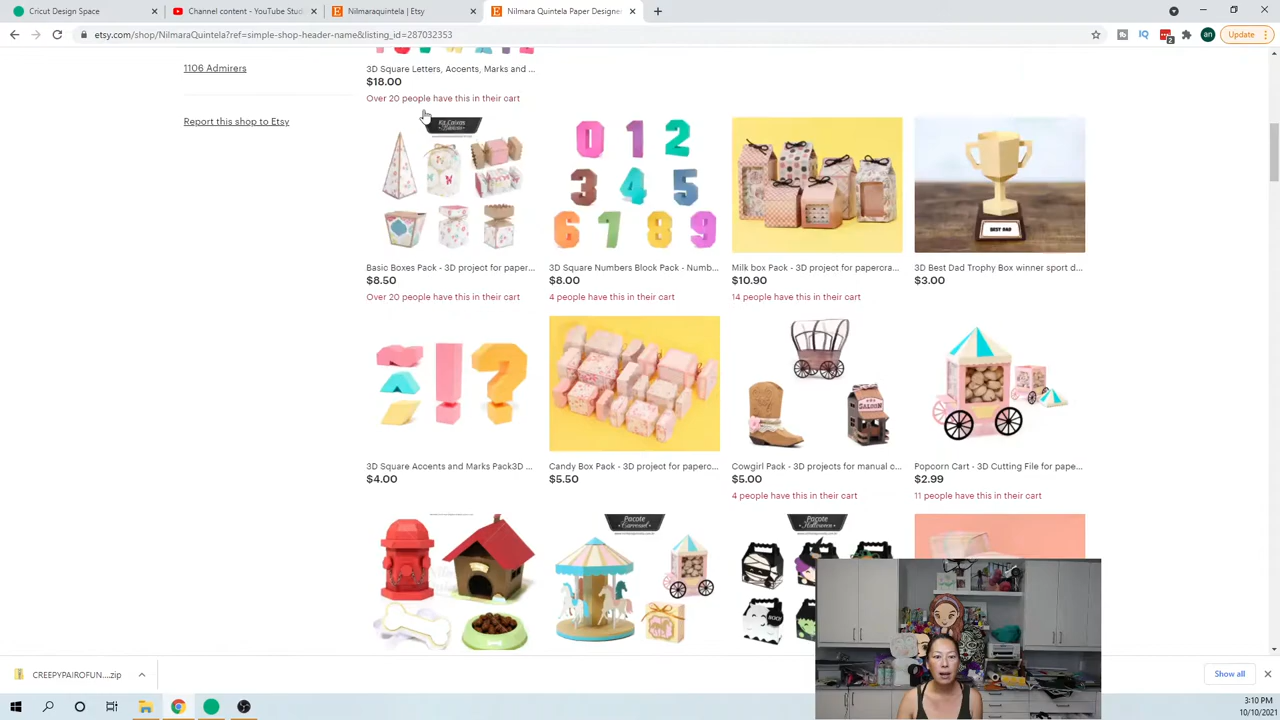 Cricut Design Space
Channel content - YouTube Studi
Nilmaraquintela | Etsy
Nilmara Quintela Paper Designer
etsy.com/shop/NilmaraQuintela?ref=simple-shop-header-name&listing_id=287032353
Update
1106 Admirers
Report this shop to Etsy
3D Square Letters, Accents, Marks and ...
$18.00
Over 20 people have this in their cart
Kit Caixas
BEST DAD
Basic Boxes Pack - 3D project for paper...
$8.50
Over 20 people have this in their cart
0 1 2
3 4 5
6 7 8 9
3D Square Numbers Block Pack - Numb...
$8.00
4 people have this in their cart
Milk box Pack - 3D project for papercra...
$10.90
14 people have this in their cart
3D Best Dad Trophy Box winner sport d...
$3.00
! ?
SALOON
3D Square Accents and Marks Pack3D ...
$4.00
Candy Box Pack - 3D project for paperc...
$5.50
Cowgirl Pack - 3D projects for manual c...
$5.00
4 people have this in their cart
Popcorn Cart - 3D Cutting File for pape...
$2.99
11 people have this in their cart
Pacote
Carrousel
Pacote
Halloween
CREEPYPAIROFUN....
Show all
3:10 PM
10/10/2021